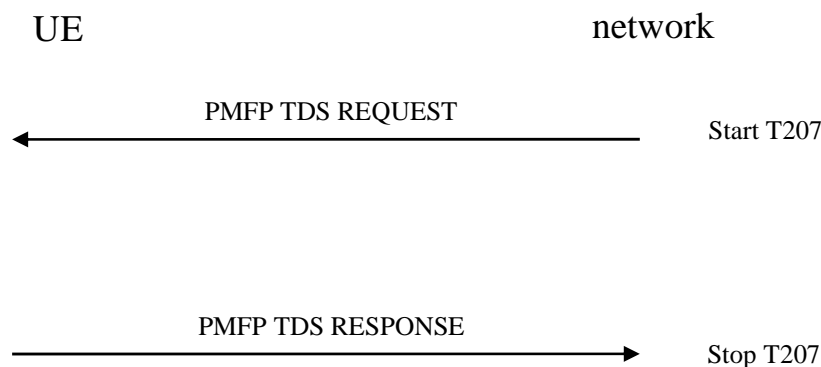 UE
network
PMFP TDS REQUEST
Start T207
PMFP TDS RESPONSE
Stop T207